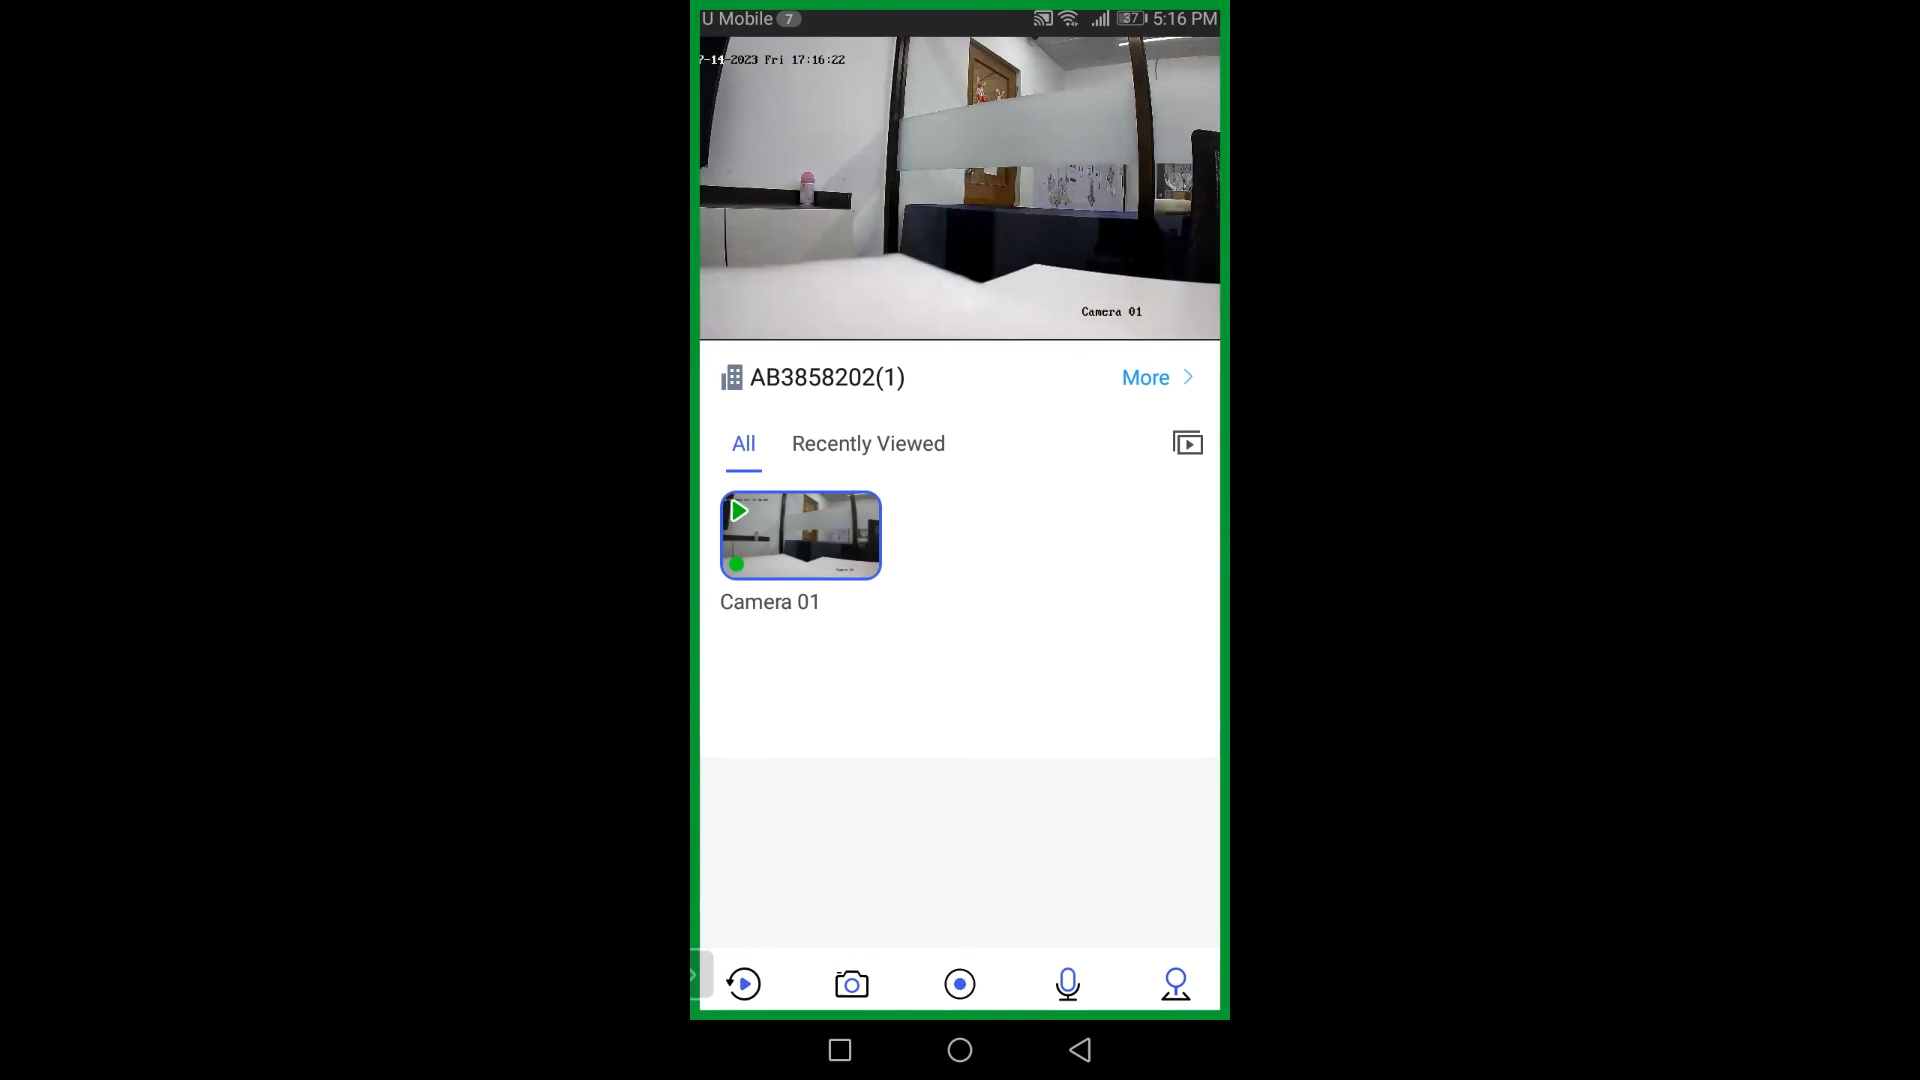 U Mobile 7
37 5:16 PM
7-14-2023 Fri 17:16:22
Camera 01
AB3858202(1)
More
All
Recently Viewed
Camera 01